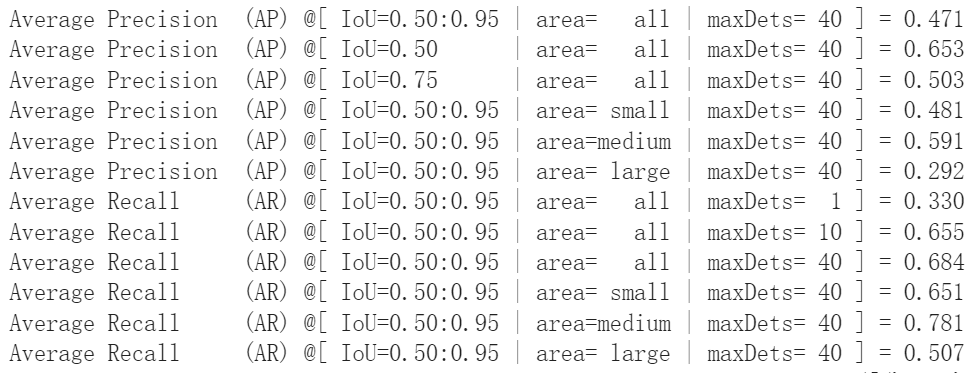 Average Precision  (AP) @[ IoU=0.50:0.95 | area=   all | maxDets= 40 ] = 0.471
Average Precision  (AP) @[ IoU=0.50      | area=   all | maxDets= 40 ] = 0.653
Average Precision  (AP) @[ IoU=0.75      | area=   all | maxDets= 40 ] = 0.503
Average Precision  (AP) @[ IoU=0.50:0.95 | area= small | maxDets= 40 ] = 0.481
Average Precision  (AP) @[ IoU=0.50:0.95 | area=medium | maxDets= 40 ] = 0.591
Average Precision  (AP) @[ IoU=0.50:0.95 | area= large | maxDets= 40 ] = 0.292
Average Recall     (AR) @[ IoU=0.50:0.95 | area=   all | maxDets=  1 ] = 0.330
Average Recall     (AR) @[ IoU=0.50:0.95 | area=   all | maxDets= 10 ] = 0.655
Average Recall     (AR) @[ IoU=0.50:0.95 | area=   all | maxDets= 40 ] = 0.684
Average Recall     (AR) @[ IoU=0.50:0.95 | area= small | maxDets= 40 ] = 0.651
Average Recall     (AR) @[ IoU=0.50:0.95 | area=medium | maxDets= 40 ] = 0.781
Average Recall     (AR) @[ IoU=0.50:0.95 | area= large | maxDets= 40 ] = 0.507